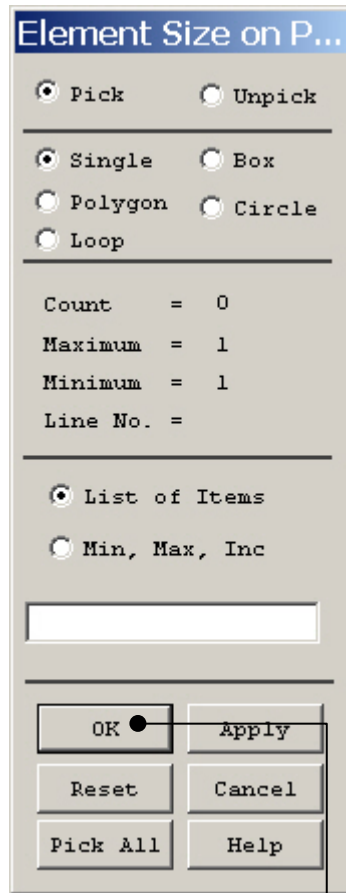 Element Size on P...
Pick Unpick
Single Box
Polygon Circle
Loop
Count = 0
Maximum = 1
Minimum = 1
Line No. =
List of Items
Min, Max, Inc
OK Apply
Reset Cancel
Pick All Help